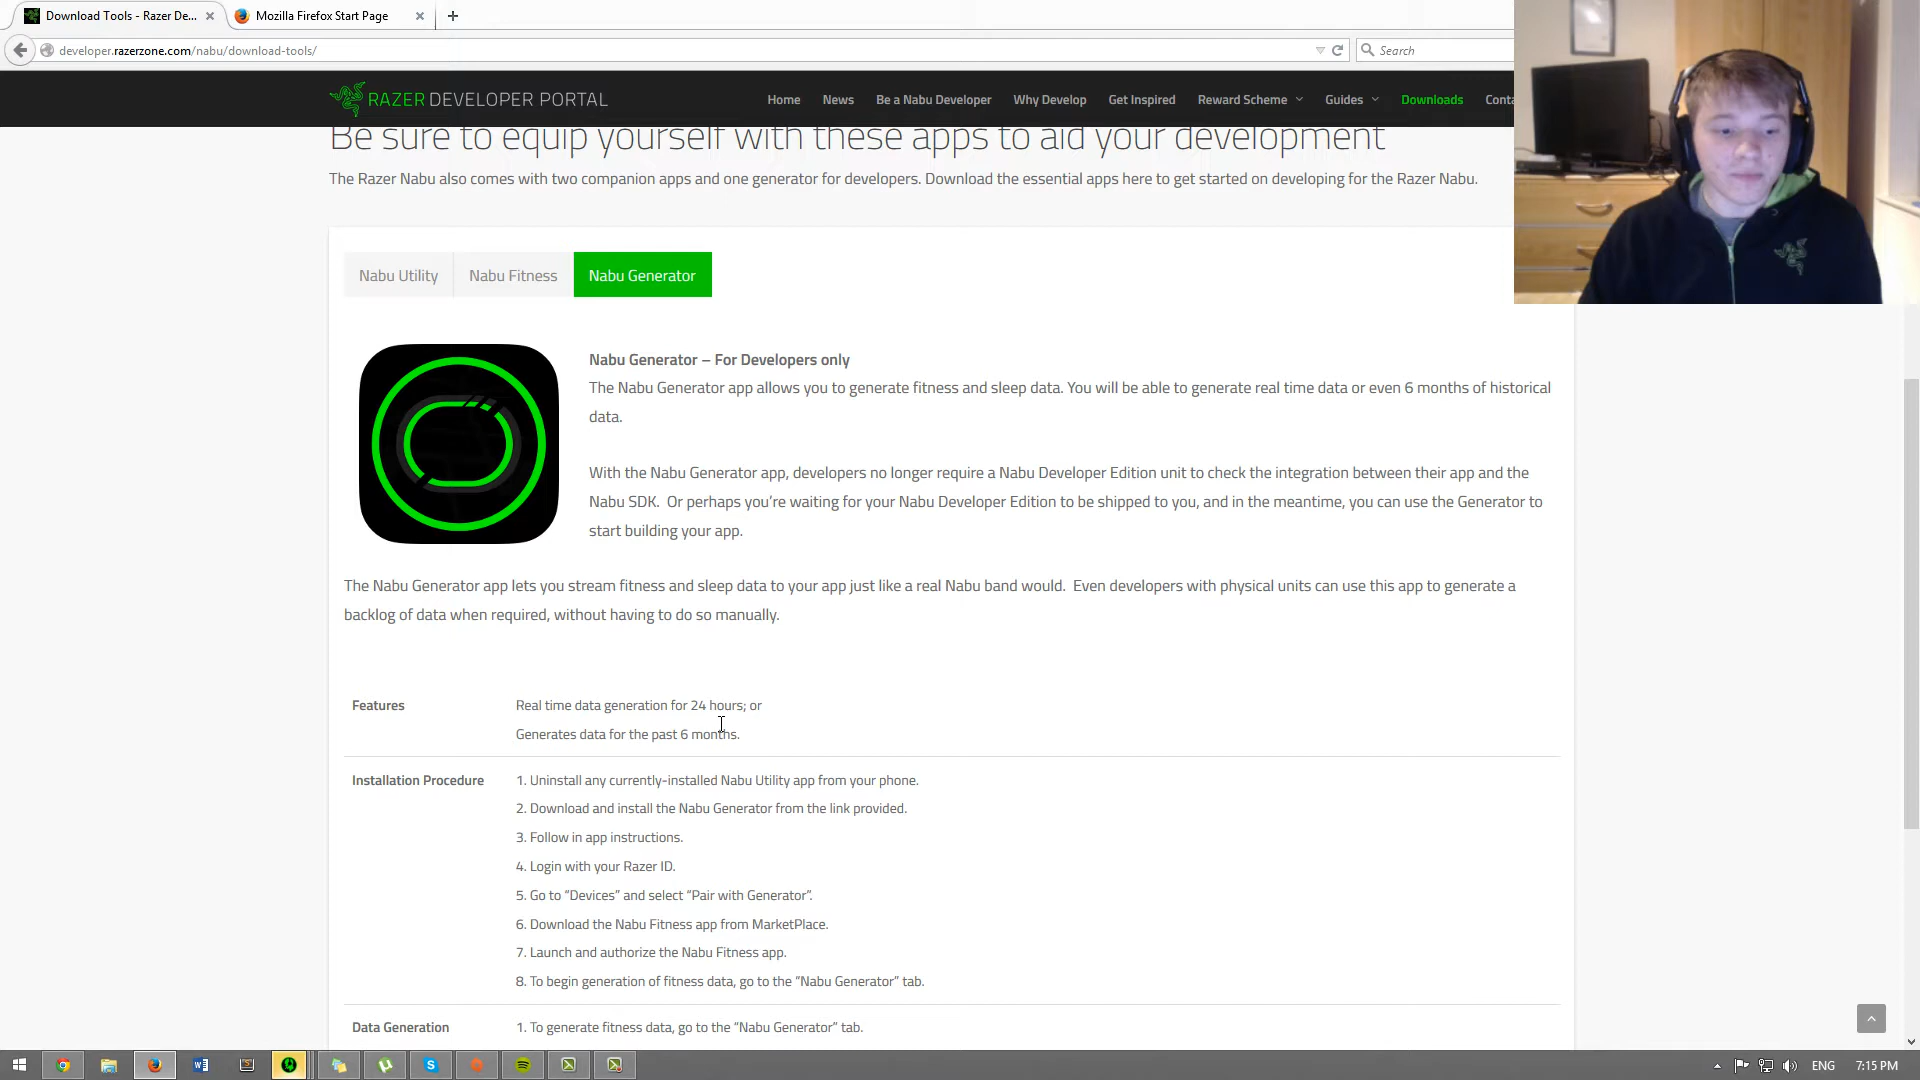 Download Tools - Razer De...
Mozilla Firefox Start Page
developer.razerzone.com/nabu/download-tools/
Search
RAZER DEVELOPER PORTAL
Home
News
Be a Nabu Developer
Why Develop
Get Inspired
Reward Scheme
Guides
Downloads
Conta
Be sure to equip yourself with these apps to aid your development
The Razer Nabu also comes with two companion apps and one generator for developers. Download the essential apps here to get started on developing for the Razer Nabu.
Nabu Utility
Nabu Fitness
Nabu Generator
Nabu Generator – For Developers only
The Nabu Generator app allows you to generate fitness and sleep data. You will be able to generate real time data or even 6 months of historical
data.
With the Nabu Generator app, developers no longer require a Nabu Developer Edition unit to check the integration between their app and the
Nabu SDK. Or perhaps you’re waiting for your Nabu Developer Edition to be shipped to you, and in the meantime, you can use the Generator to
start building your app.
The Nabu Generator app lets you stream fitness and sleep data to your app just like a real Nabu band would. Even developers with physical units can use this app to generate a
backlog of data when required, without having to do so manually.
Features
Real time data generation for 24 hours; or
Generates data for the past 6 months.
Installation Procedure
1. Uninstall any currently-installed Nabu Utility app from your phone.
2. Download and install the Nabu Generator from the link provided.
3. Follow in app instructions.
4. Login with your Razer ID.
5. Go to “Devices” and select “Pair with Generator”.
6. Download the Nabu Fitness app from MarketPlace.
7. Launch and authorize the Nabu Fitness app.
8. To begin generation of fitness data, go to the “Nabu Generator” tab.
Data Generation
1. To generate fitness data, go to the “Nabu Generator” tab.
ENG
7:15 PM